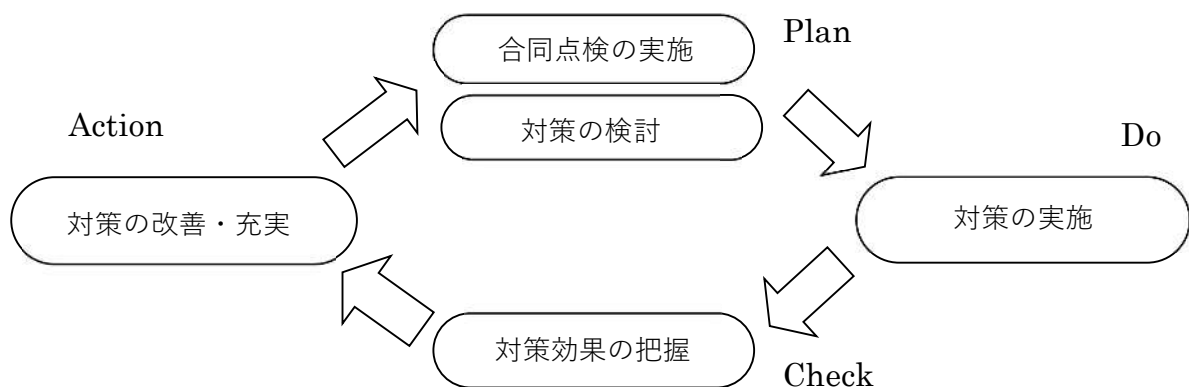 合同点検の実施
Plan
対策の検討
Action
Do
対策の改善・充実
対策の実施
対策効果の把握
Check